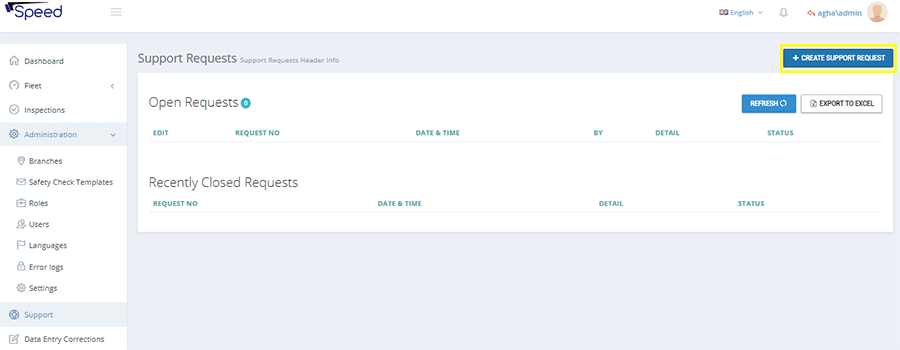 Speed
English
agha\admin
Dashboard
Fleet
Inspections
Administration
Branches
Safety Check Templates
Roles
Users
Languages
Error logs
Settings
Support
Data Entry Corrections
Support Requests Support Requests Header Info
+ CREATE SUPPORT REQUEST
Open Requests 0
REFRESH
EXPORT TO EXCEL
EDIT REQUEST NO DATE & TIME BY DETAIL STATUS
Recently Closed Requests
REQUEST NO DATE & TIME DETAIL STATUS